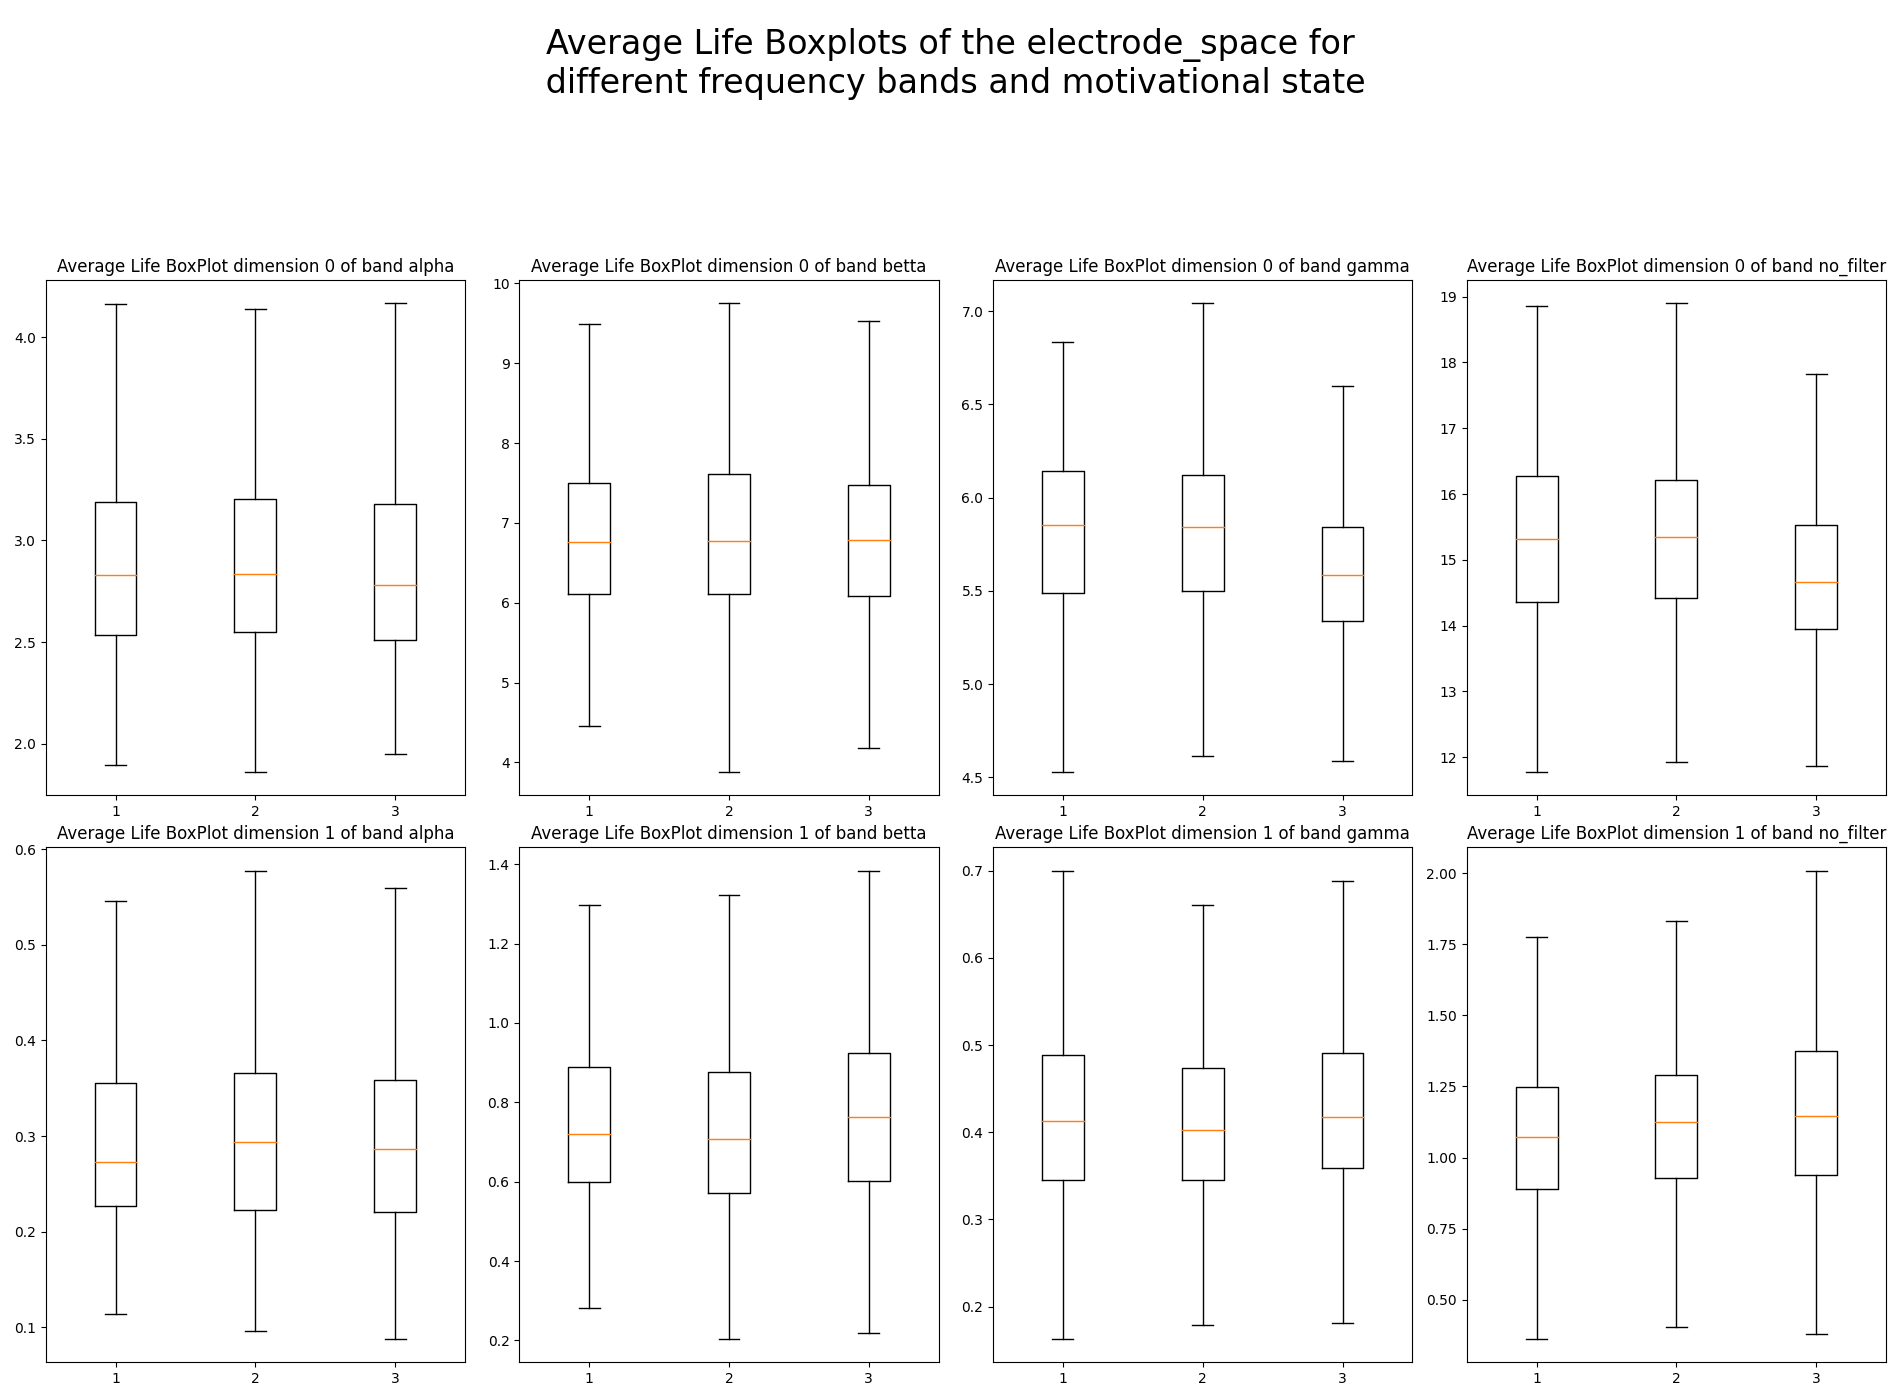 Average Life Boxplots of the electrode_space for
different frequency bands and motivational state
Average Life BoxPlot dimension 0 of band alpha
4.0
3.5
3.0
2.5
2.0
1 2 3
Average Life BoxPlot dimension 0 of band betta
10
9
8
7
6
5
4
1 2 3
Average Life BoxPlot dimension 0 of band gamma
7.0
6.5
6.0
5.5
5.0
4.5
1 2 3
Average Life BoxPlot dimension 0 of band no_filter
19
18
17
16
15
14
13
12
1 2 3
Average Life BoxPlot dimension 1 of band alpha
0.6
0.5
0.4
0.3
0.2
0.1
1 2 3
Average Life BoxPlot dimension 1 of band betta
1.4
1.2
1.0
0.8
0.6
0.4
0.2
1 2 3
Average Life BoxPlot dimension 1 of band gamma
0.7
0.6
0.5
0.4
0.3
0.2
1 2 3
Average Life BoxPlot dimension 1 of band no_filter
2.00
1.75
1.50
1.25
1.00
0.75
0.50
1 2 3